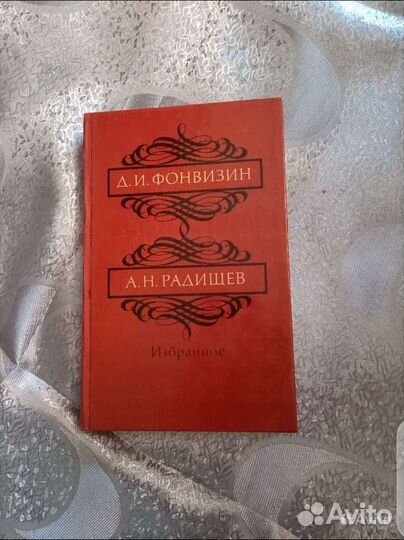 Д. И. ФОНВИЗИН
А. Н. РАДИЩЕВ
Избранное
Avito